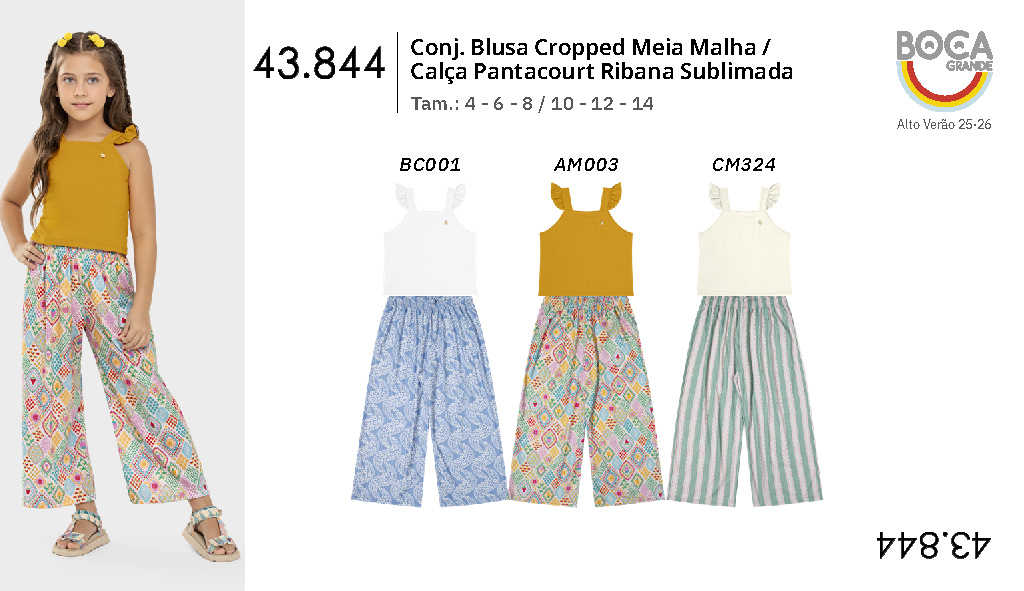 43.844
Conj. Blusa Cropped Meia Malha /
Calça Pantacourt Ribana Sublimada
Tam.: 4 - 6 - 8 / 10 - 12 - 14
BOCA
GRANDE
Alto Verão 25-26
BC001
AM003
CM324
43.844